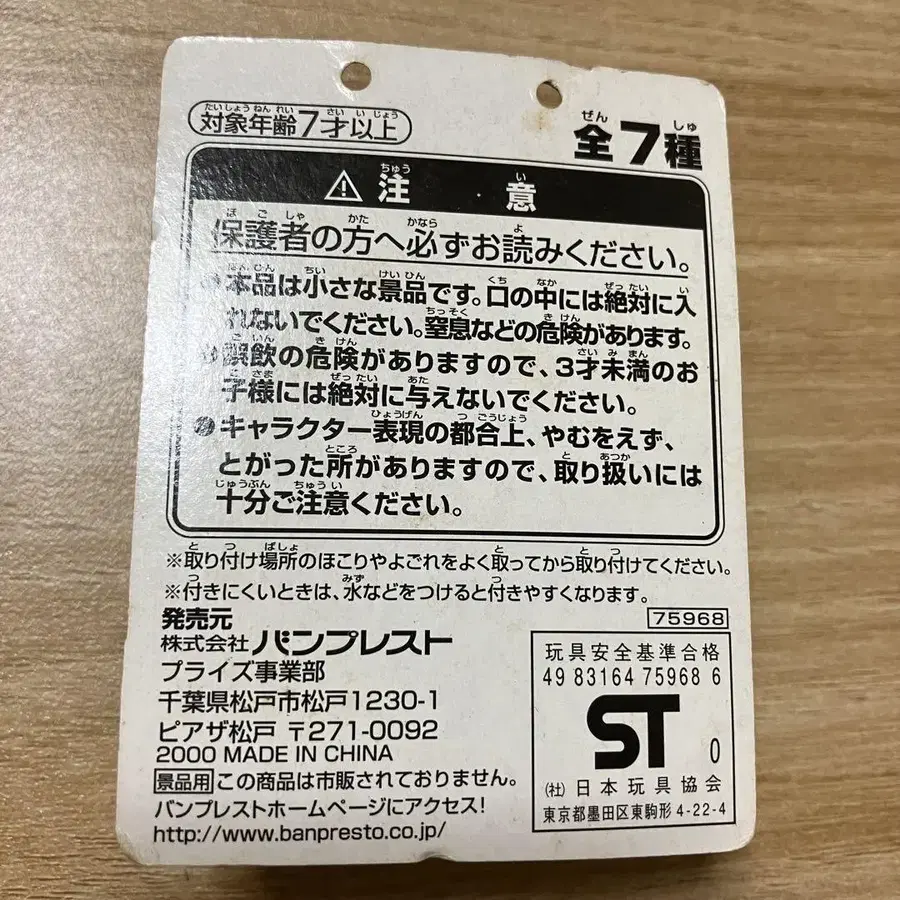 対象年齢7才以上
全7種
⚠注意
保護者の方へ必ずお読みください。
本品は小さな景品です。口の中には絶対に入
れないでください。窒息などの危険があります。
誤飲の危険がありますので、3才未満のお
子様には絶対に与えないでください。
キャラクター表現の都合上、やむをえず、
とがった所がありますので、取り扱いには
十分ご注意ください。
※取り付け場所のほこりやよごれをよく取ってから取り付けてください。
※付きにくいときは、水などをつけると付きやすくなります。
発売元
株式会社バンプレスト
プライズ事業部
千葉県松戸市松戸1230-1
ピアザ松戸 〒271-0092
2000 MADE IN CHINA
景品用 この商品は市販されておりません。
バンプレストホームページにアクセス!
http://www.banpresto.co.jp/
75968
玩具安全基準合格
49 83164 75968 6
ST 0
(社)日本玩具協会
東京都墨田区東駒形4-22-4